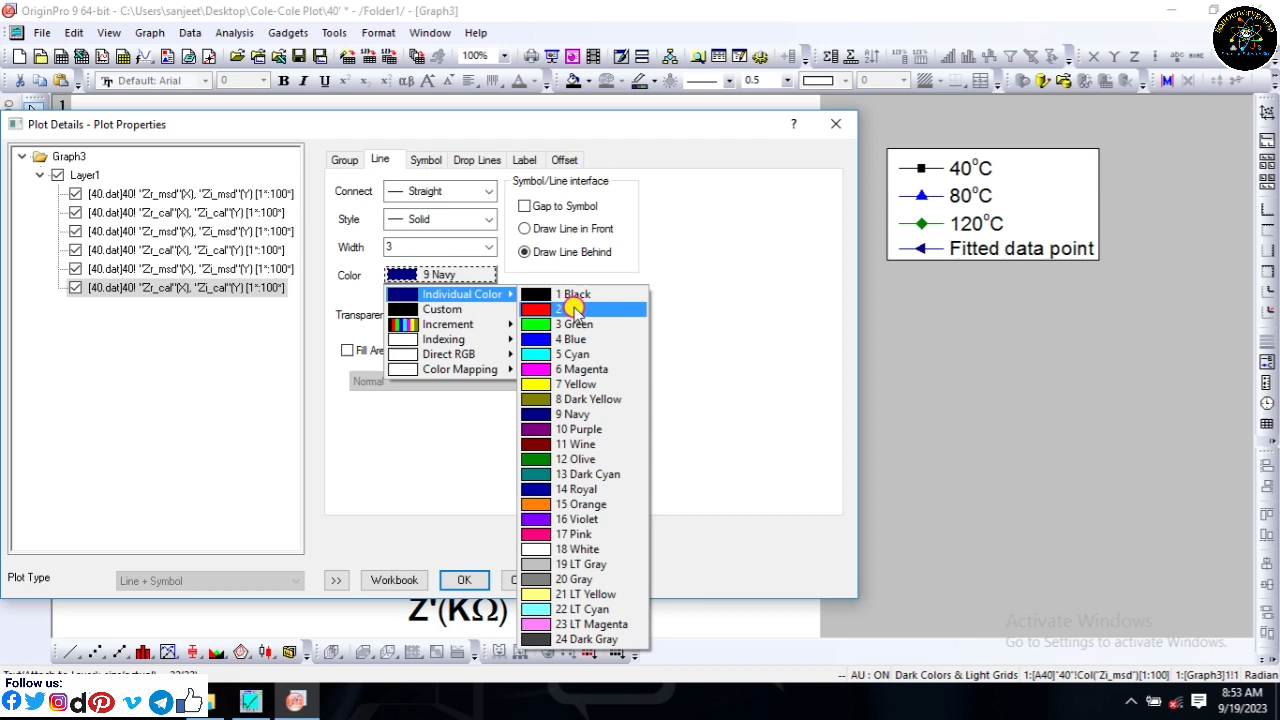 OriginPro 9 64-bit - C:\Users\sanjeet\Desktop\Cole-Cole Plot\40' * - /Folder1/ - [Graph3]
File Edit View Graph Data Analysis Gadgets Tools Format Window Help
100%
Default: Arial 0 B I U 0.5 0
1
Plot Details - Plot Properties
Graph3
Layer1
[40.dat]40! "Zr_msd"(X), "Zi_msd"(Y) [1*:100*]
[40.dat]40! "Zr_cal"(X), "Zi_cal"(Y) [1*:100*]
[40.dat]40! "Zr_msd"(X), "Zi_msd"(Y) [1*:100*]
[40.dat]40! "Zr_cal"(X), "Zi_cal"(Y) [1*:100*]
[40.dat]40! "Zr_msd"(X), "Zi_msd"(Y) [1*:100*]
[40.dat]40! "Zr_cal"(X), "Zi_cal"(Y) [1*:100*]
Group Line Symbol Drop Lines Label Offset
Connect Straight
Style Solid
Width 3
Color 9 Navy
Symbol/Line interface
Gap to Symbol
Draw Line in Front
Draw Line Behind
Individual Color
Custom
Increment
Indexing
Direct RGB
Color Mapping
Transparen
Fill Are
Normal
1 Black
2
3 Green
4 Blue
5 Cyan
6 Magenta
7 Yellow
8 Dark Yellow
9 Navy
10 Purple
11 Wine
12 Olive
13 Dark Cyan
14 Royal
15 Orange
16 Violet
17 Pink
18 White
19 LT Gray
20 Gray
21 LT Yellow
22 LT Cyan
23 LT Magenta
24 Dark Gray
Plot Type Line + Symbol >> Workbook OK C
40°C
80°C
120°C
Fitted data point
Z'(KΩ)
Activate Windows
Go to Settings to activate Windows.
AU : ON Dark Colors & Light Grids 1:[A40]"40"!Col("Zi_msd")[1:100] 1:[Graph3]1!1 Radian
Follow us:
8:53 AM
9/19/2023